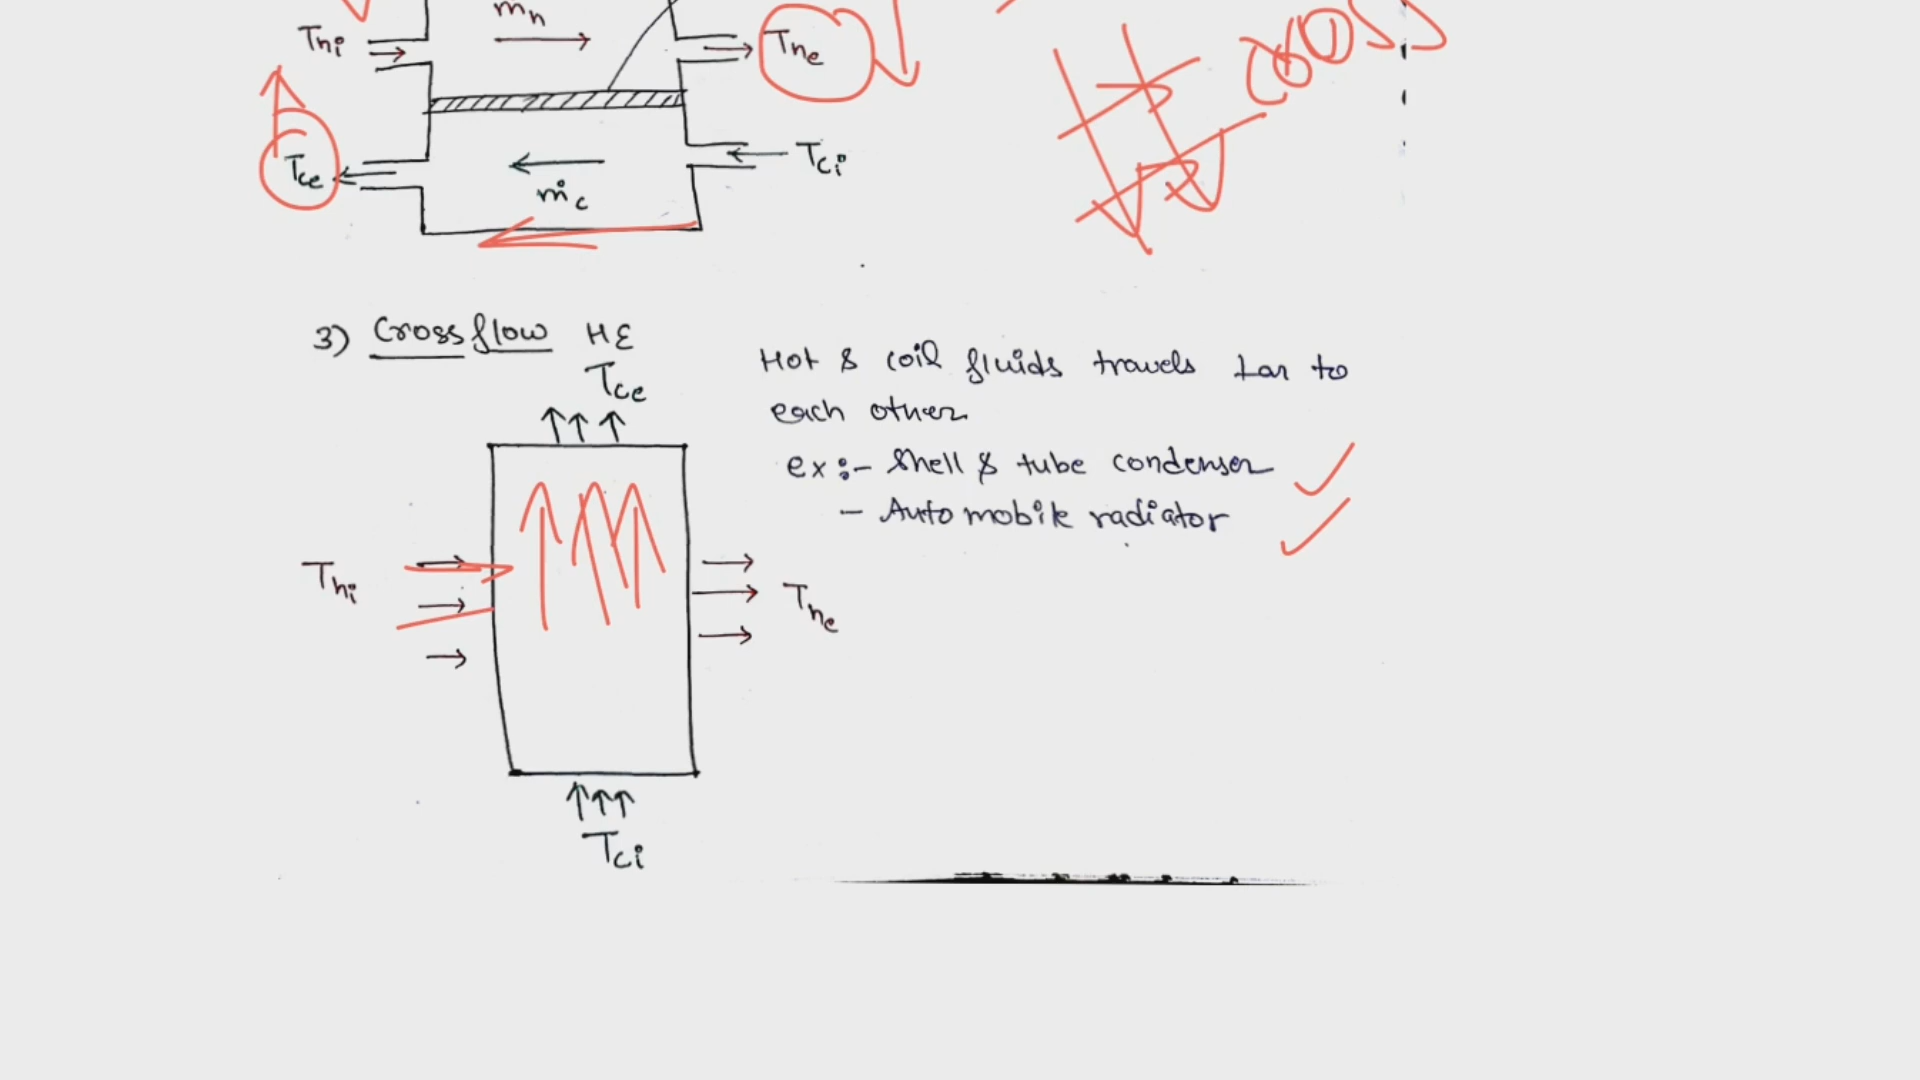 ṁh
Thi
The
Tce
Tci
ṁc
cross
3) Crossflow HE
Tce
Hot & coil fluids travels ⊥ar to
each other
ex:- Shell & tube condenser
- Automobile radiator
Thi
The
Tci